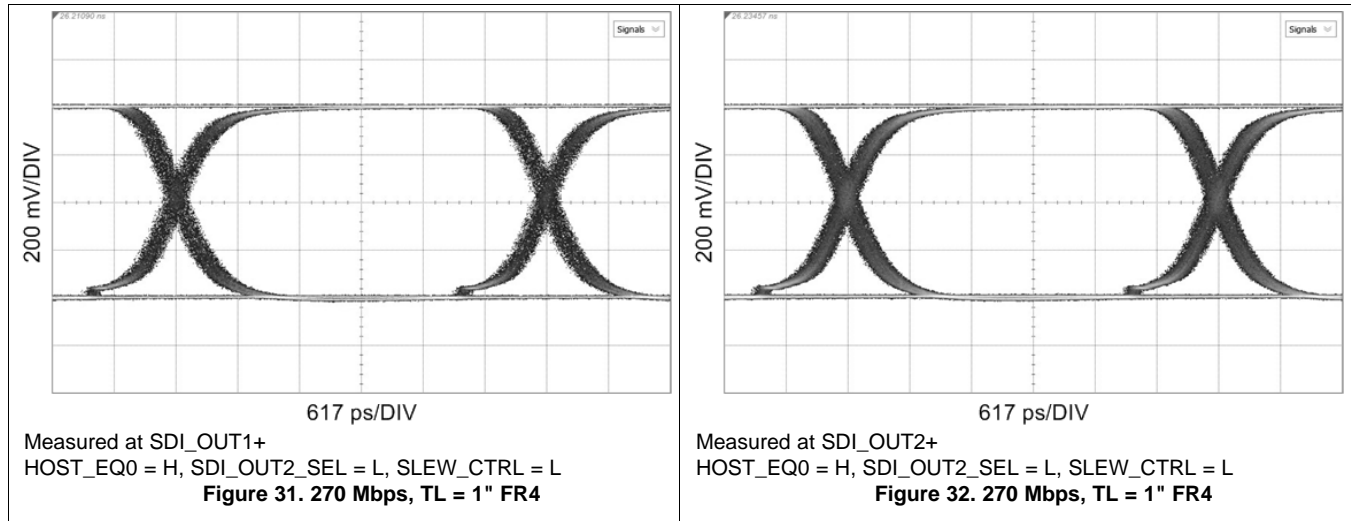 26.21090 ns
Signals
200 mV/DIV
617 ps/DIV
Measured at SDI_OUT1+
HOST_EQ0 = H, SDI_OUT2_SEL = L, SLEW_CTRL = L
Figure 31. 270 Mbps, TL = 1" FR4
26.23457 ns
Signals
200 mV/DIV
617 ps/DIV
Measured at SDI_OUT2+
HOST_EQ0 = H, SDI_OUT2_SEL = L, SLEW_CTRL = L
Figure 32. 270 Mbps, TL = 1" FR4